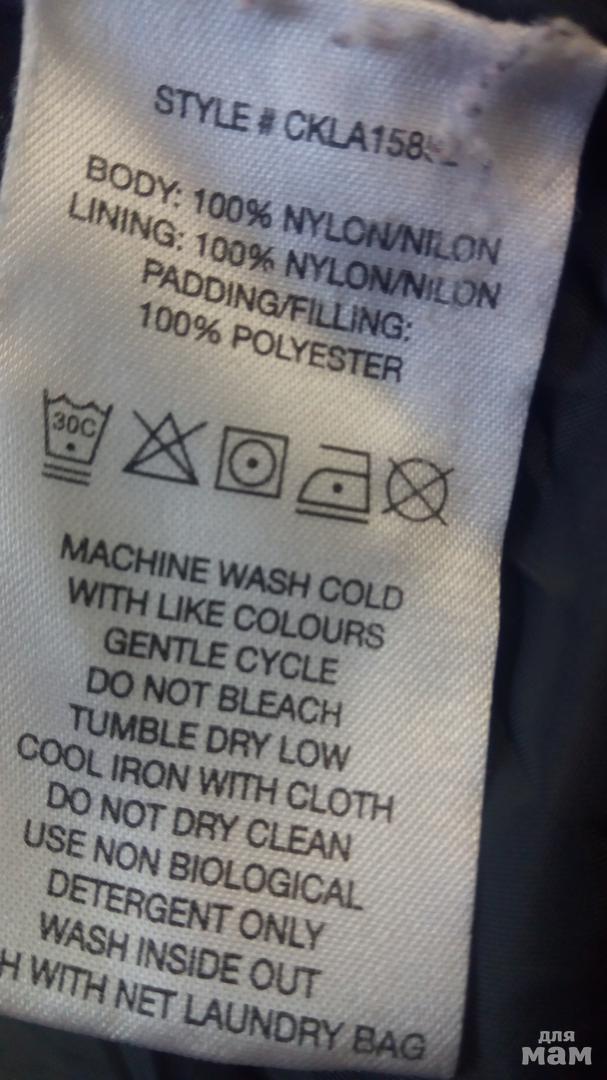 STYLE # CKLA158
BODY: 100% NYLON/NILON
LINING: 100% NYLON/NILON
PADDING/FILLING:
100% POLYESTER
30C
MACHINE WASH COLD
WITH LIKE COLOURS
GENTLE CYCLE
DO NOT BLEACH
TUMBLE DRY LOW
COOL IRON WITH CLOTH
DO NOT DRY CLEAN
USE NON BIOLOGICAL
DETERGENT ONLY
WASH INSIDE OUT
H WITH NET LAUNDRY BAG
для
мам